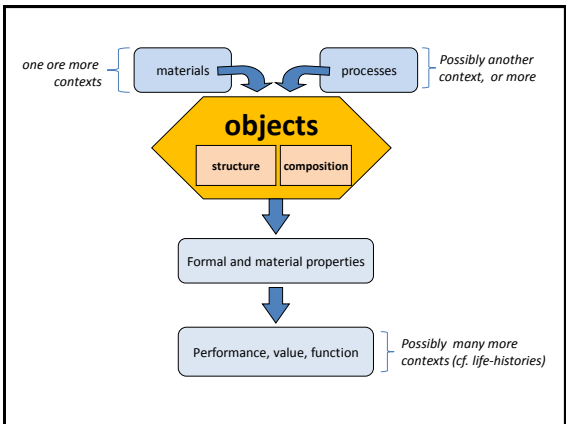 one ore more
contexts
materials
processes
Possibly another
context, or more
objects
structure
composition
Formal and material properties
Performance, value, function
Possibly many more
contexts (cf. life-histories)